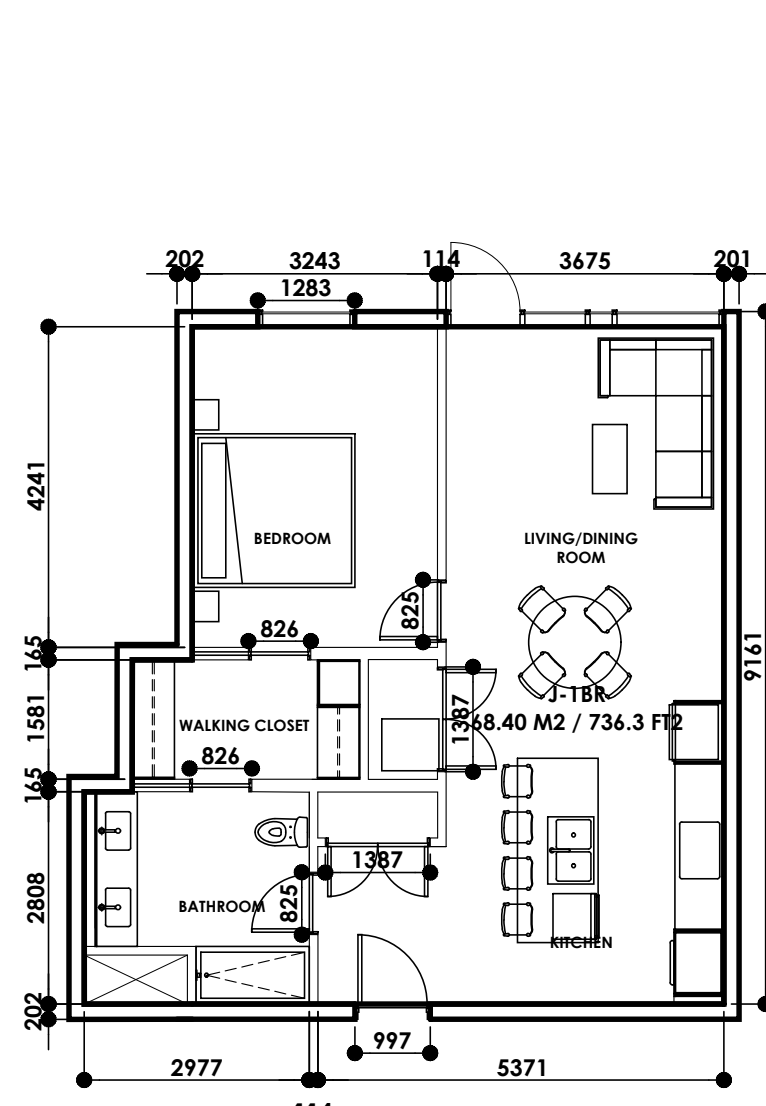 202 3243 114 3675 201
1283
4241
BEDROOM
LIVING/DINING
ROOM
825
826
165
9161
J-1BR
68.40 M2 / 736.3 FT2
1387
1581
WALKING CLOSET
826
165
1387
2808
BATHROOM
825
KITCHEN
202
997
2977 5371